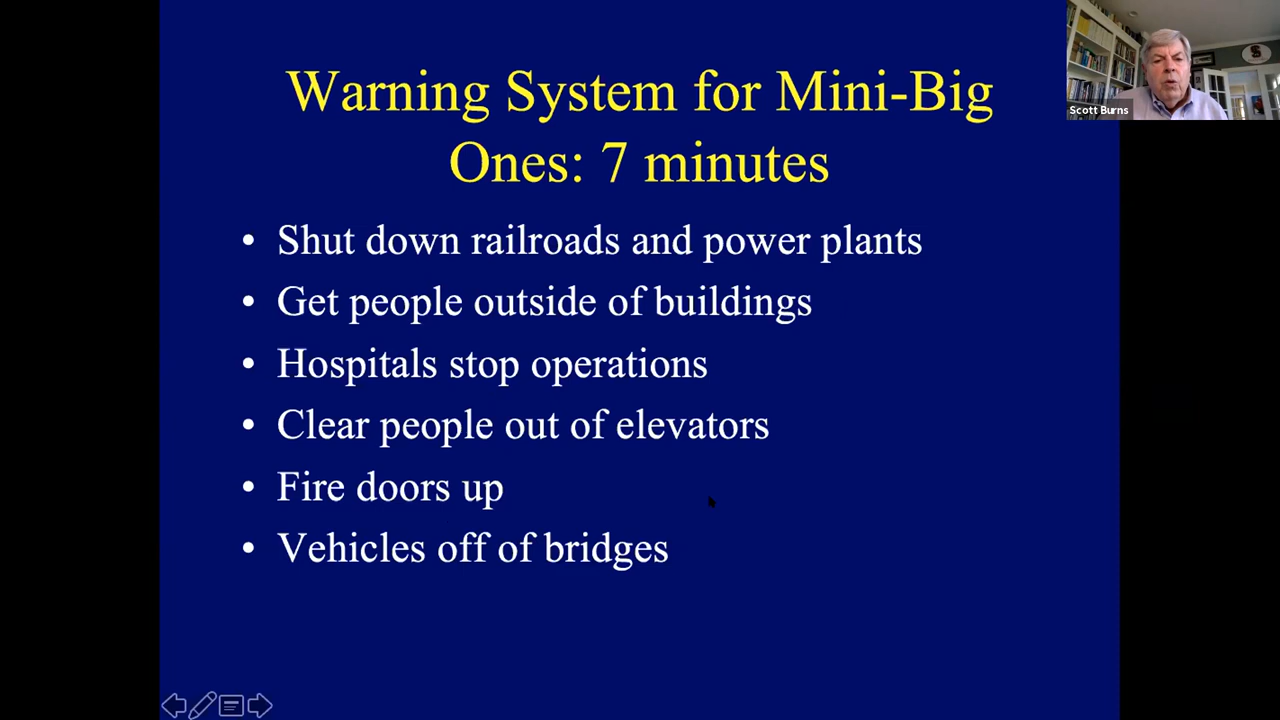 Warning System for Mini-Big
Ones: 7 minutes
• Shut down railroads and power plants
• Get people outside of buildings
• Hospitals stop operations
• Clear people out of elevators
• Fire doors up
• Vehicles off of bridges
Scott Burns